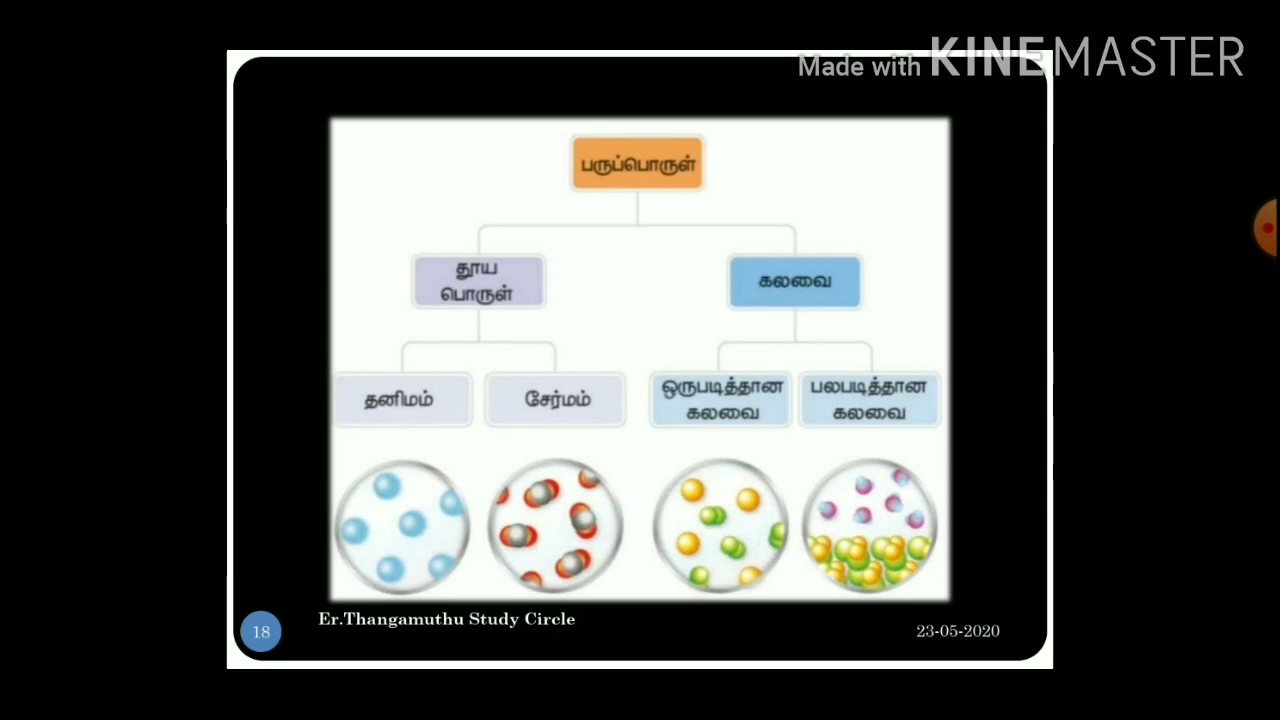 Made with KINEMASTER
பருப்பொருள்
தூய
பொருள்
கலவை
தனிமம்
சேர்மம்
ஒருபடித்தான
கலவை
பலபடித்தான
கலவை
Er.Thangamuthu Study Circle
18
23-05-2020